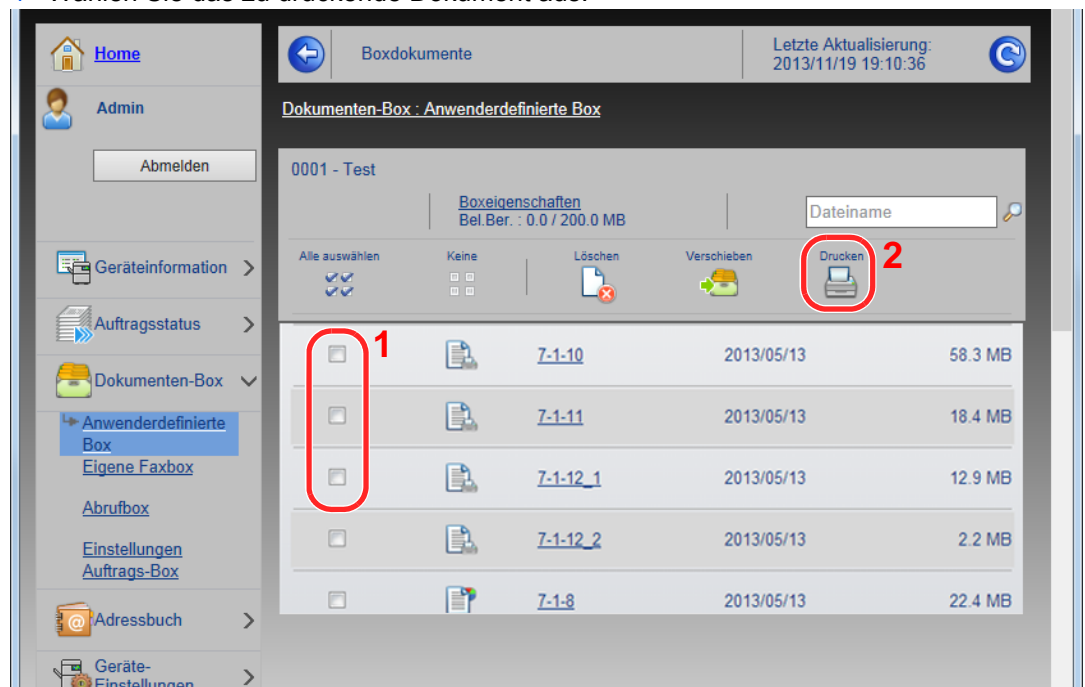 Home
Boxdokumente
Letzte Aktualisierung:
2013/11/19 19:10:36
Admin
Dokumenten-Box : Anwenderdefinierte Box
Abmelden
0001 - Test
Boxeigenschaften
Bel.Ber. : 0.0 / 200.0 MB
Dateiname
Alle auswählen Keine Löschen Verschieben Drucken 2
Geräteinformation
Auftragsstatus
Dokumenten-Box
Anwenderdefinierte
Box
Eigene Faxbox
Abrufbox
Einstellungen
Auftrags-Box
Adressbuch
Geräte-
Einstellungen
1
7-1-10 2013/05/13 58.3 MB
7-1-11 2013/05/13 18.4 MB
7-1-12_1 2013/05/13 12.9 MB
7-1-12_2 2013/05/13 2.2 MB
7-1-8 2013/05/13 22.4 MB